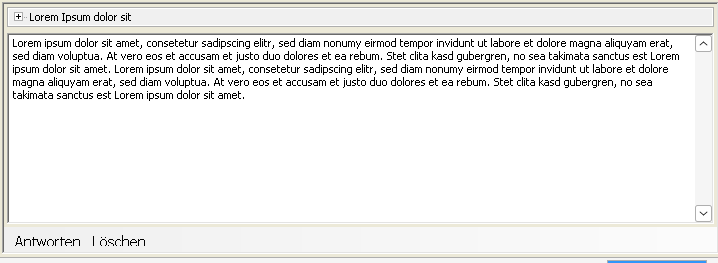 Lorem Ipsum dolor sit
Lorem ipsum dolor sit amet, consetetur sadipscing elitr, sed diam nonumy eirmod tempor invidunt ut labore et dolore magna aliquyam erat,
sed diam voluptua. At vero eos et accusam et justo duo dolores et ea rebum. Stet clita kasd gubergren, no sea takimata sanctus est Lorem
ipsum dolor sit amet. Lorem ipsum dolor sit amet, consetetur sadipscing elitr, sed diam nonumy eirmod tempor invidunt ut labore et dolore
magna aliquyam erat, sed diam voluptua. At vero eos et accusam et justo duo dolores et ea rebum. Stet clita kasd gubergren, no sea
takimata sanctus est Lorem ipsum dolor sit amet.
Antworten Löschen